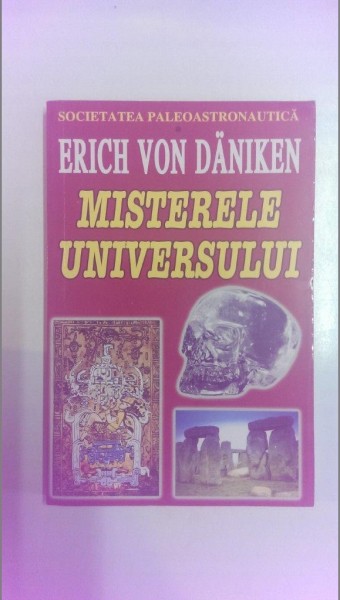 SOCIETATEA PALEOASTRONAUTICĂ
ERICH VON DÄNIKEN
MISTERELE
UNIVERSULUI